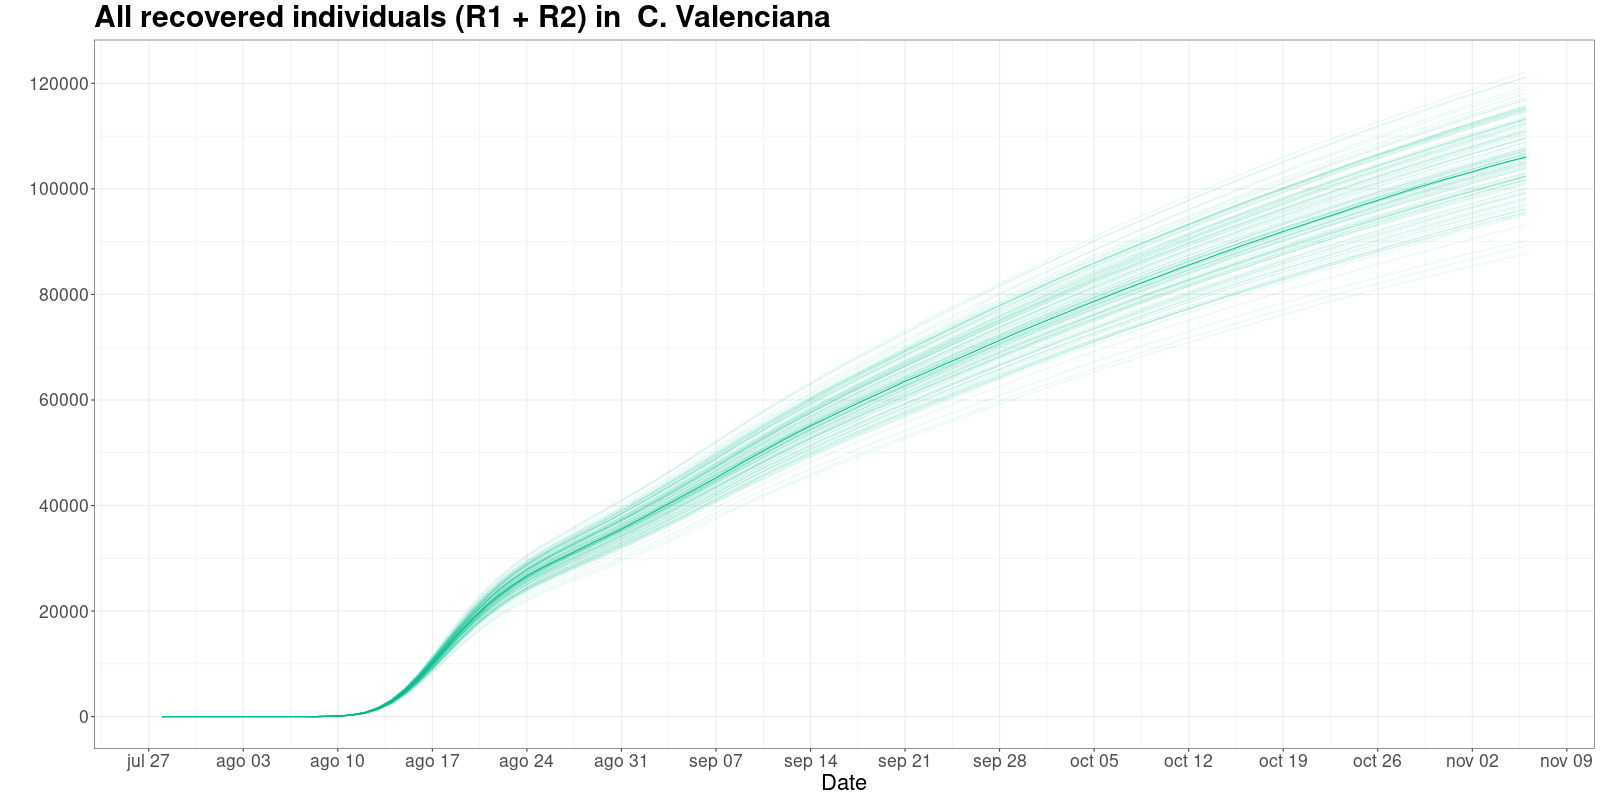 All recovered individuals (R1 + R2) in  C. Valenciana
120000
100000
80000
60000
40000
20000
0
jul 27 ago 03 ago 10 ago 17 ago 24 ago 31 sep 07 sep 14 sep 21 sep 28 oct 05 oct 12 oct 19 oct 26 nov 02 nov 09
Date